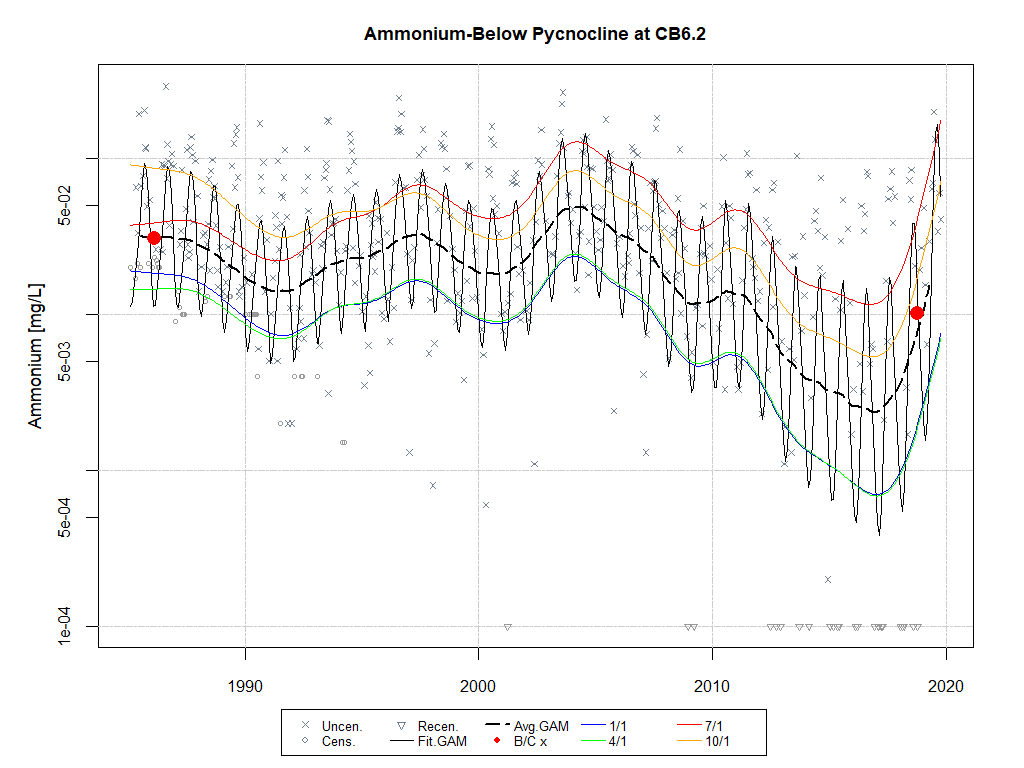 Ammonium-Below Pycnocline at CB6.2
Ammonium [mg/L]
5e-02
5e-03
5e-04
1e-04
1990
2000
2010
2020
Uncen. Recen. Avg.GAM 1/1 7/1
Cens. Fit.GAM B/C x 4/1 10/1